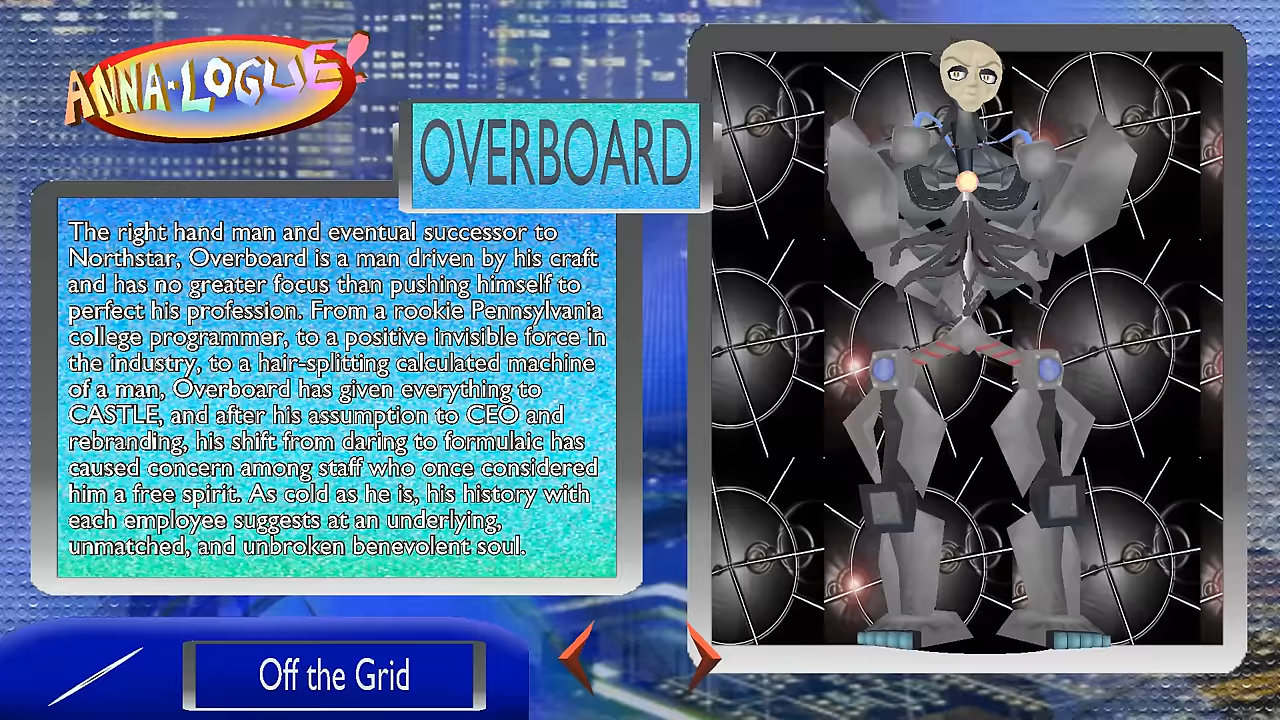 ANNA-LOGUE!
OVERBOARD
The right hand man and eventual successor to
Northstar, Overboard is a man driven by his craft
and has no greater focus than pushing himself to
perfect his profession. From a rookie Pennsylvania
college programmer, to a positive invisible force in
the industry, to a hair-splitting calculated machine
of a man, Overboard has given everything to
CASTLE, and after his assumption to CEO and
rebranding, his shift from daring to formulaic has
caused concern among staff who once considered
him a free spirit. As cold as he is, his history with
each employee suggests at an underlying,
unmatched, and unbroken benevolent soul.
Off the Grid